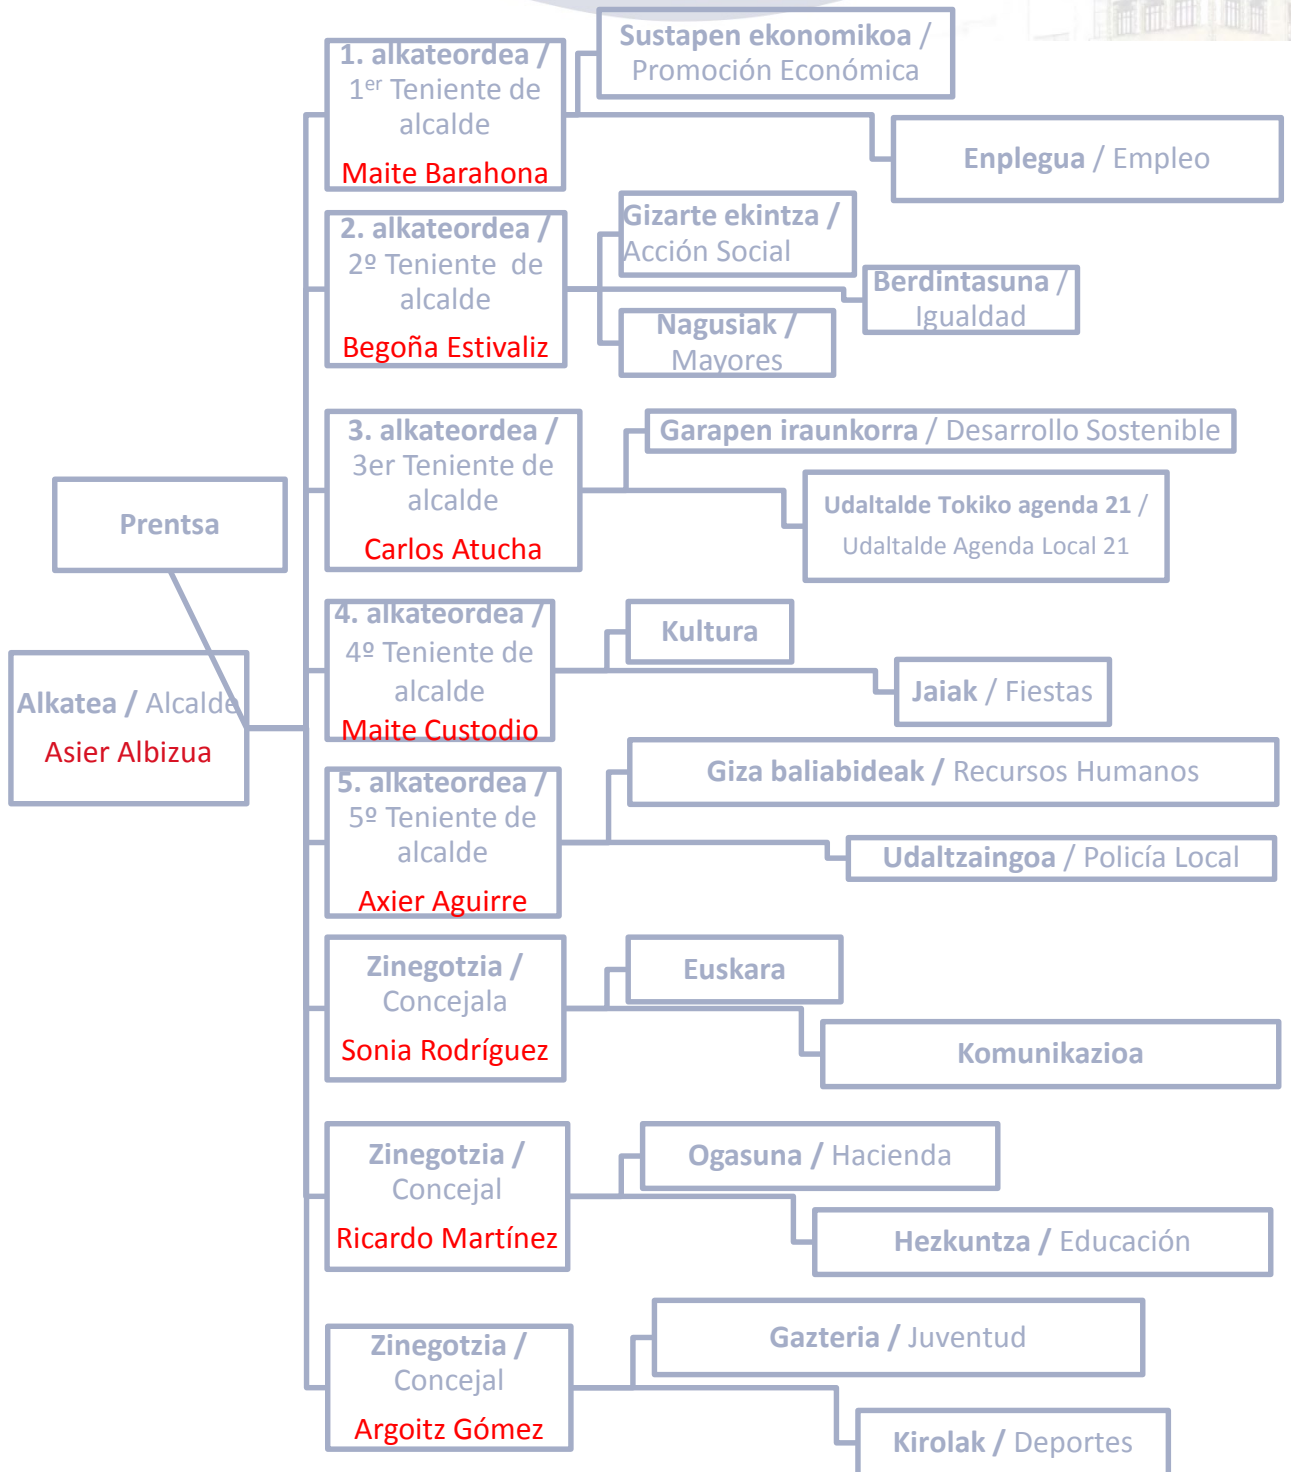 Prentsa
Alkatea / Alcalde
Asier Albizua
1. alkateordea /
1er Teniente de
alcalde
Maite Barahona
Sustapen ekonomikoa /
Promoción Económica
Enplegua / Empleo
2. alkateordea /
2º Teniente de
alcalde
Begoña Estivaliz
Gizarte ekintza /
Acción Social
Berdintasuna /
Igualdad
Nagusiak /
Mayores
3. alkateordea /
3er Teniente de
alcalde
Carlos Atucha
Garapen iraunkorra / Desarrollo Sostenible
Udaltalde Tokiko agenda 21 /
Udaltalde Agenda Local 21
4. alkateordea /
4º Teniente de
alcalde
Maite Custodio
Kultura
Jaiak / Fiestas
5. alkateordea /
5º Teniente de
alcalde
Axier Aguirre
Giza baliabideak / Recursos Humanos
Udaltzaingoa / Policía Local
Zinegotzia /
Concejala
Sonia Rodríguez
Euskara
Komunikazioa
Zinegotzia /
Concejal
Ricardo Martínez
Ogasuna / Hacienda
Hezkuntza / Educación
Zinegotzia /
Concejal
Argoitz Gómez
Gazteria / Juventud
Kirolak / Deportes